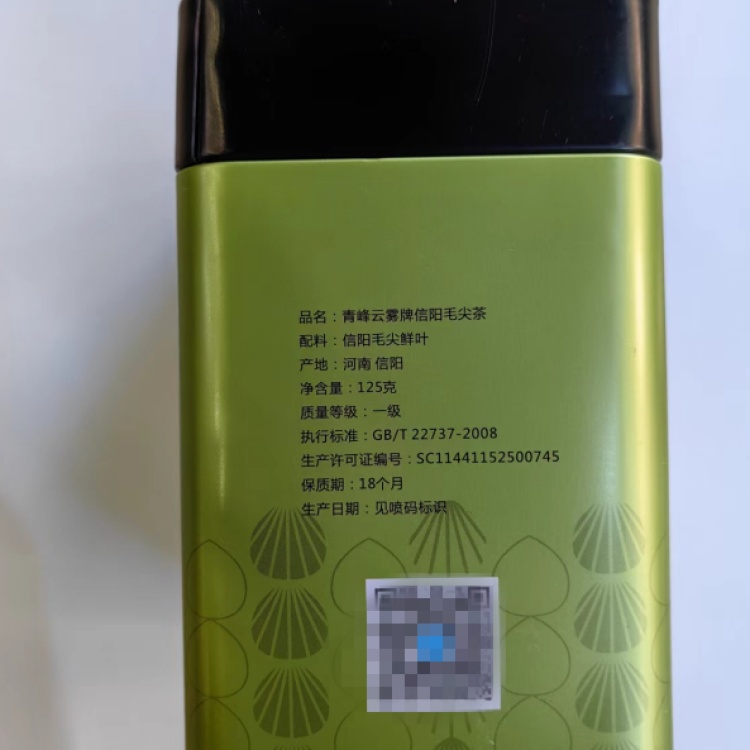 品名：青峰云雾牌信阳毛尖茶
配料：信阳毛尖鲜叶
产地：河南 信阳
净含量：125克
质量等级：一级
执行标准：GB/T 22737-2008
生产许可证编号：SC11441152500745
保质期：18个月
生产日期：见喷码标识